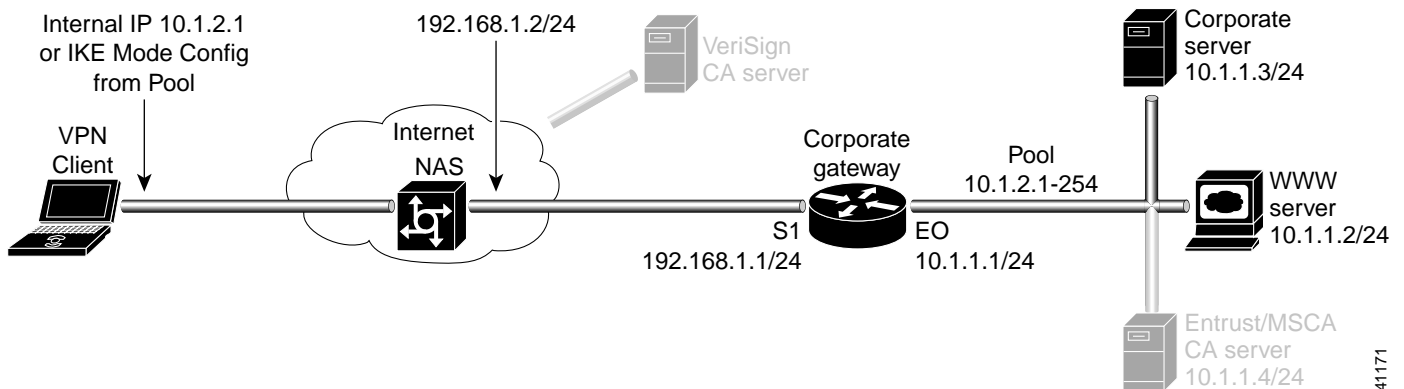 Internal IP 10.1.2.1
or IKE Mode Config
from Pool
192.168.1.2/24
VeriSign
CA server
Corporate
server
10.1.1.3/24
VPN
Client
Internet
NAS
Corporate
gateway
Pool
10.1.2.1-254
WWW
server
10.1.1.2/24
S1
EO
192.168.1.1/24
10.1.1.1/24
Entrust/MSCA
CA server
10.1.1.4/24
41171